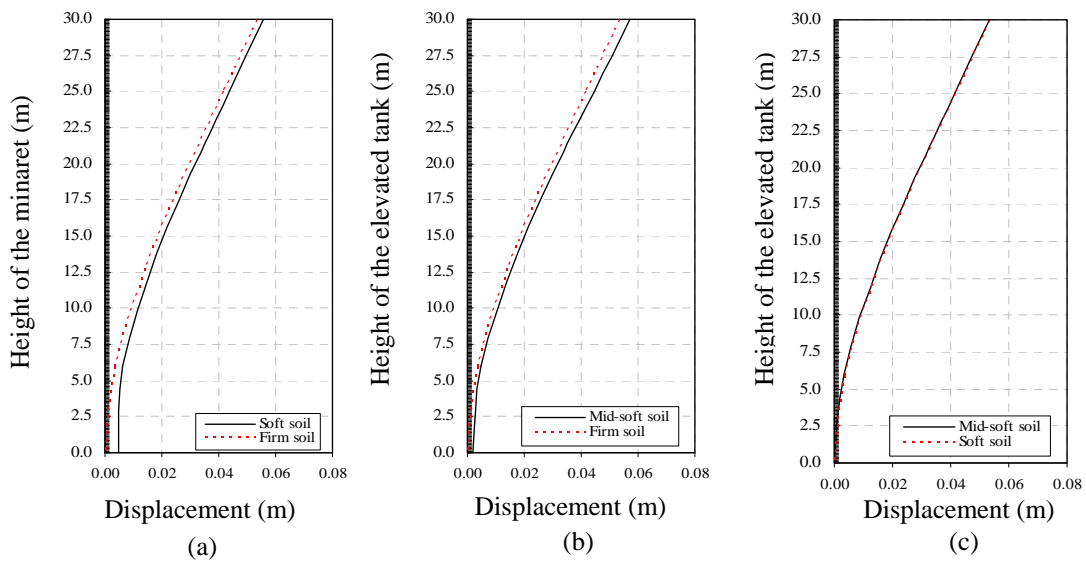 Height of the minaret (m)
30.0
27.5
25.0
22.5
20.0
17.5
15.0
12.5
10.0
7.5
5.0
2.5
0.0
Soft soil
Firm soil
0.00 0.02 0.04 0.06 0.08
Displacement (m)
(a)
Height of the elevated tank (m)
30.0
27.5
25.0
22.5
20.0
17.5
15.0
12.5
10.0
7.5
5.0
2.5
0.0
Mid-soft soil
Firm soil
0.00 0.02 0.04 0.06 0.08
Displacement (m)
(b)
Height of the elevated tank (m)
30.0
27.5
25.0
22.5
20.0
17.5
15.0
12.5
10.0
7.5
5.0
2.5
0.0
Mid-soft soil
Soft soil
0.00 0.02 0.04 0.06 0.08
Displacement (m)
(c)